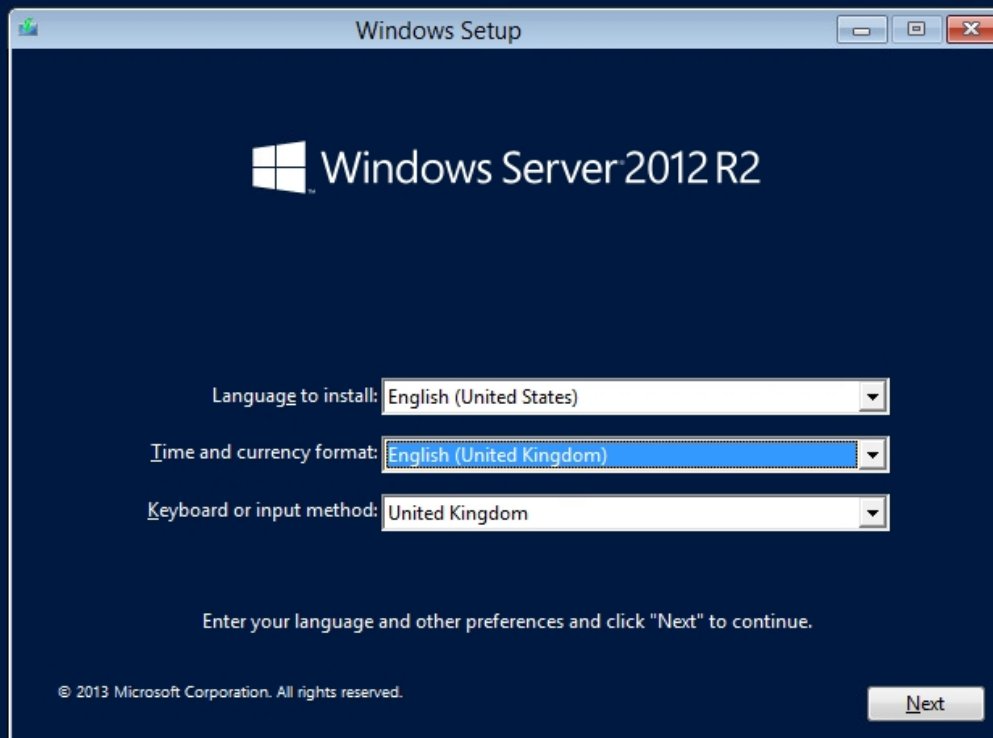 Windows Setup
Windows Server 2012 R2
Language to install: English (United States)
Time and currency format: English (United Kingdom)
Keyboard or input method: United Kingdom
Enter your language and other preferences and click "Next" to continue.
© 2013 Microsoft Corporation. All rights reserved.
Next